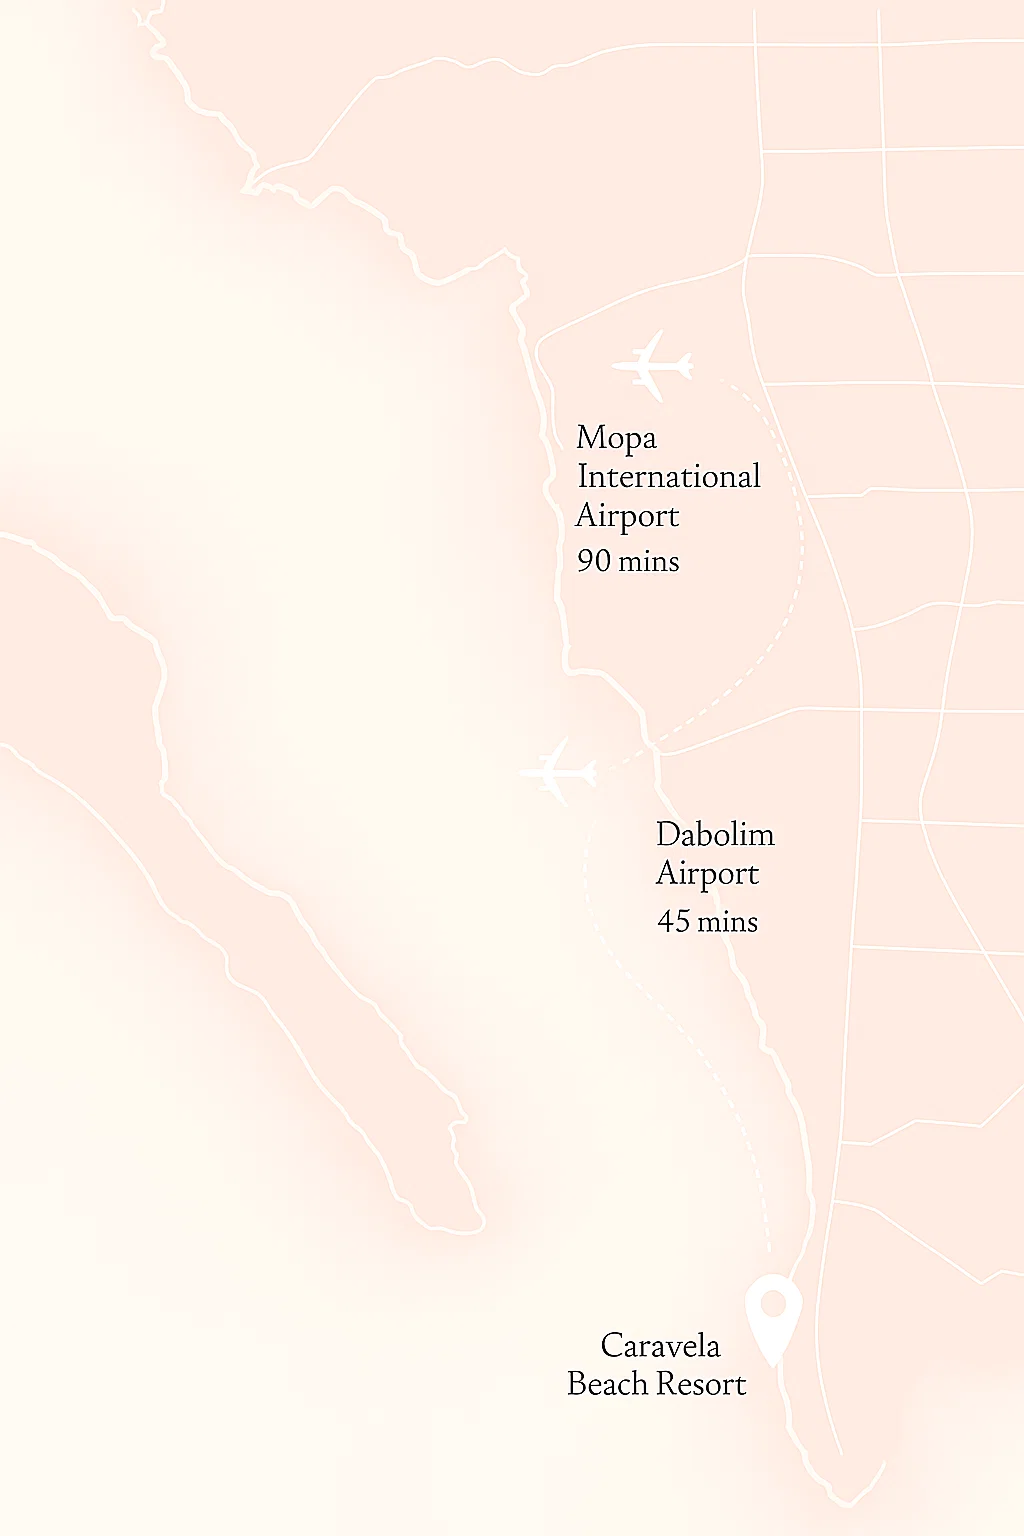 Mopa
International
Airport
90 mins
Dabolim
Airport
45 mins
Caravela
Beach Resort